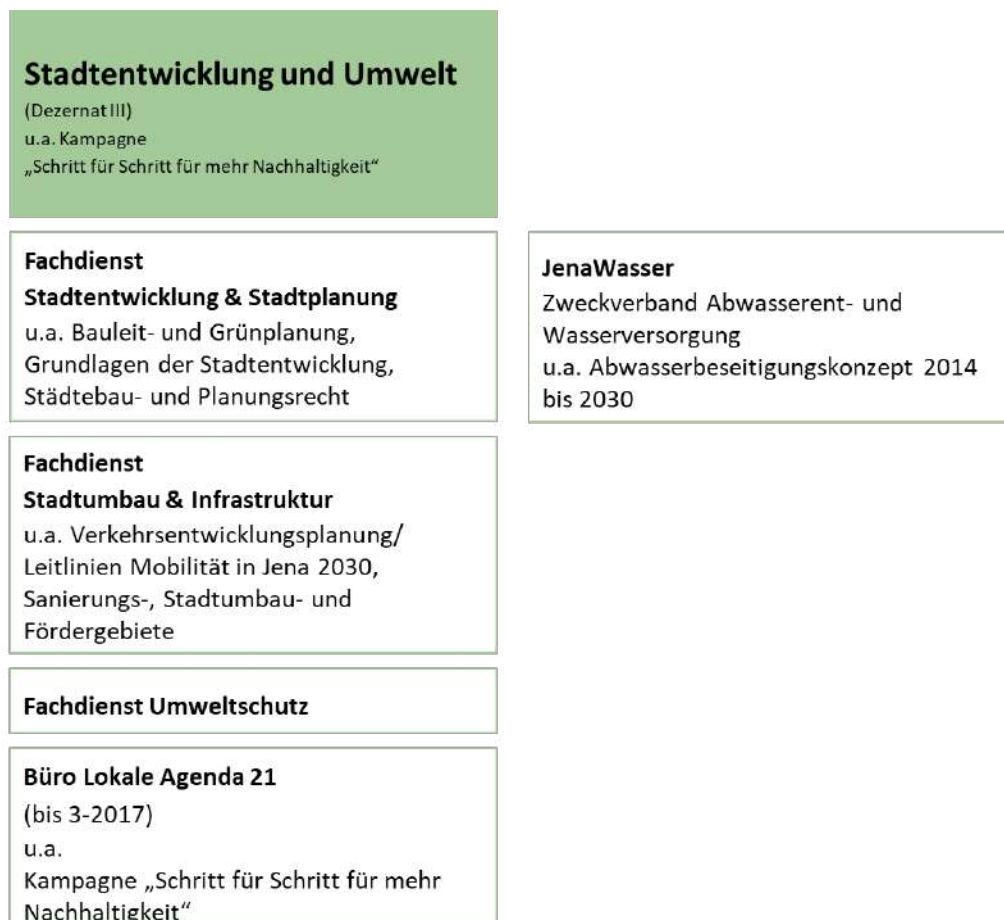 Stadtentwicklung und Umwelt
(Dezernat III)
u.a. Kampagne
„Schritt für Schritt für mehr Nachhaltigkeit“
Fachdienst
Stadtentwicklung & Stadtplanung
u.a. Bauleit- und Grünplanung,
Grundlagen der Stadtentwicklung,
Städtebau- und Planungsrecht
JenaWasser
Zweckverband Abwasserent- und
Wasserversorgung
u.a. Abwasserbeseitigungskonzept 2014
bis 2030
Fachdienst
Stadtumbau & Infrastruktur
u.a. Verkehrsentwicklungsplanung/
Leitlinien Mobilität in Jena 2030,
Sanierungs-, Stadtumbau- und
Fördergebiete
Fachdienst Umweltschutz
Büro Lokale Agenda 21
(bis 3-2017)
u.a.
Kampagne „Schritt für Schritt für mehr
Nachhaltigkeit“